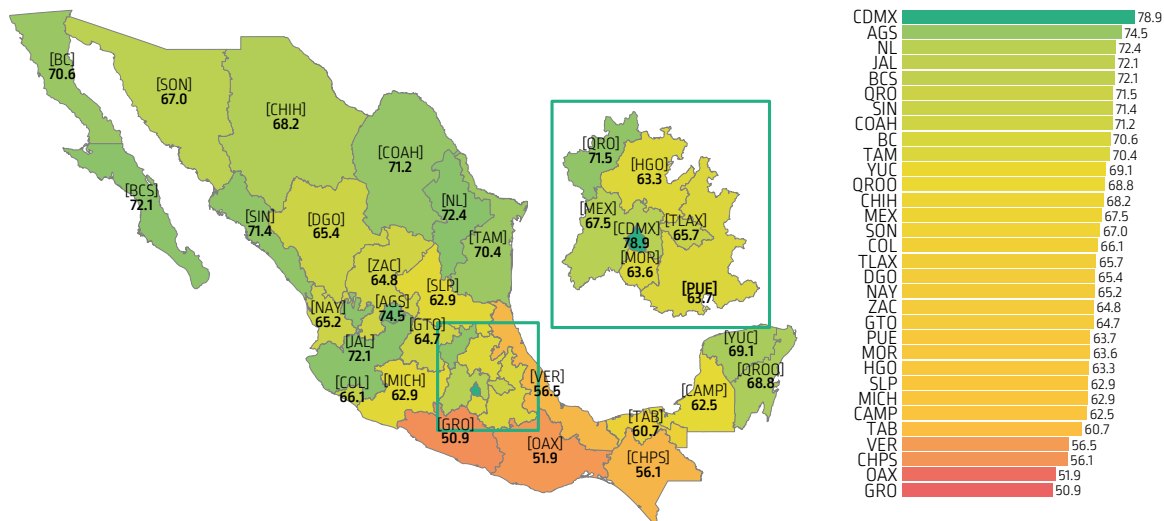 [BC]
70.6
[SON]
67.0
[CHIH]
68.2
[COAH]
71.2
[BCS]
72.1
[SIN]
71.4
[DGO]
65.4
[NL]
72.4
[TAM]
70.4
[ZAC]
64.8
[SLP]
62.9
[NAY]
65.2
[AGS]
74.5
[GTO]
64.7
[JAL]
72.1
[COL]
66.1
[MICH]
62.9
[VER]
56.5
[GRO]
50.9
[OAX]
51.9
[TAB]
60.7
[CHPS]
56.1
[CAMP]
62.5
[YUC]
69.1
[QROO]
68.8
[QRO]
71.5
[HGO]
63.3
[MEX]
67.5
[CDMX]
78.9
[TLAX]
65.7
[MOR]
63.6
[PUE]
63.7
CDMX 78.9
AGS 74.5
NL 72.4
JAL 72.1
BCS 72.1
QRO 71.5
SIN 71.4
COAH 71.2
BC 70.6
TAM 70.4
YUC 69.1
QROO 68.8
CHIH 68.2
MEX 67.5
SON 67.0
COL 66.1
TLAX 65.7
DGO 65.4
NAY 65.2
ZAC 64.8
GTO 64.7
PUE 63.7
MOR 63.6
HGO 63.3
SLP 62.9
MICH 62.9
CAMP 62.5
TAB 60.7
VER 56.5
CHPS 56.1
OAX 51.9
GRO 50.9